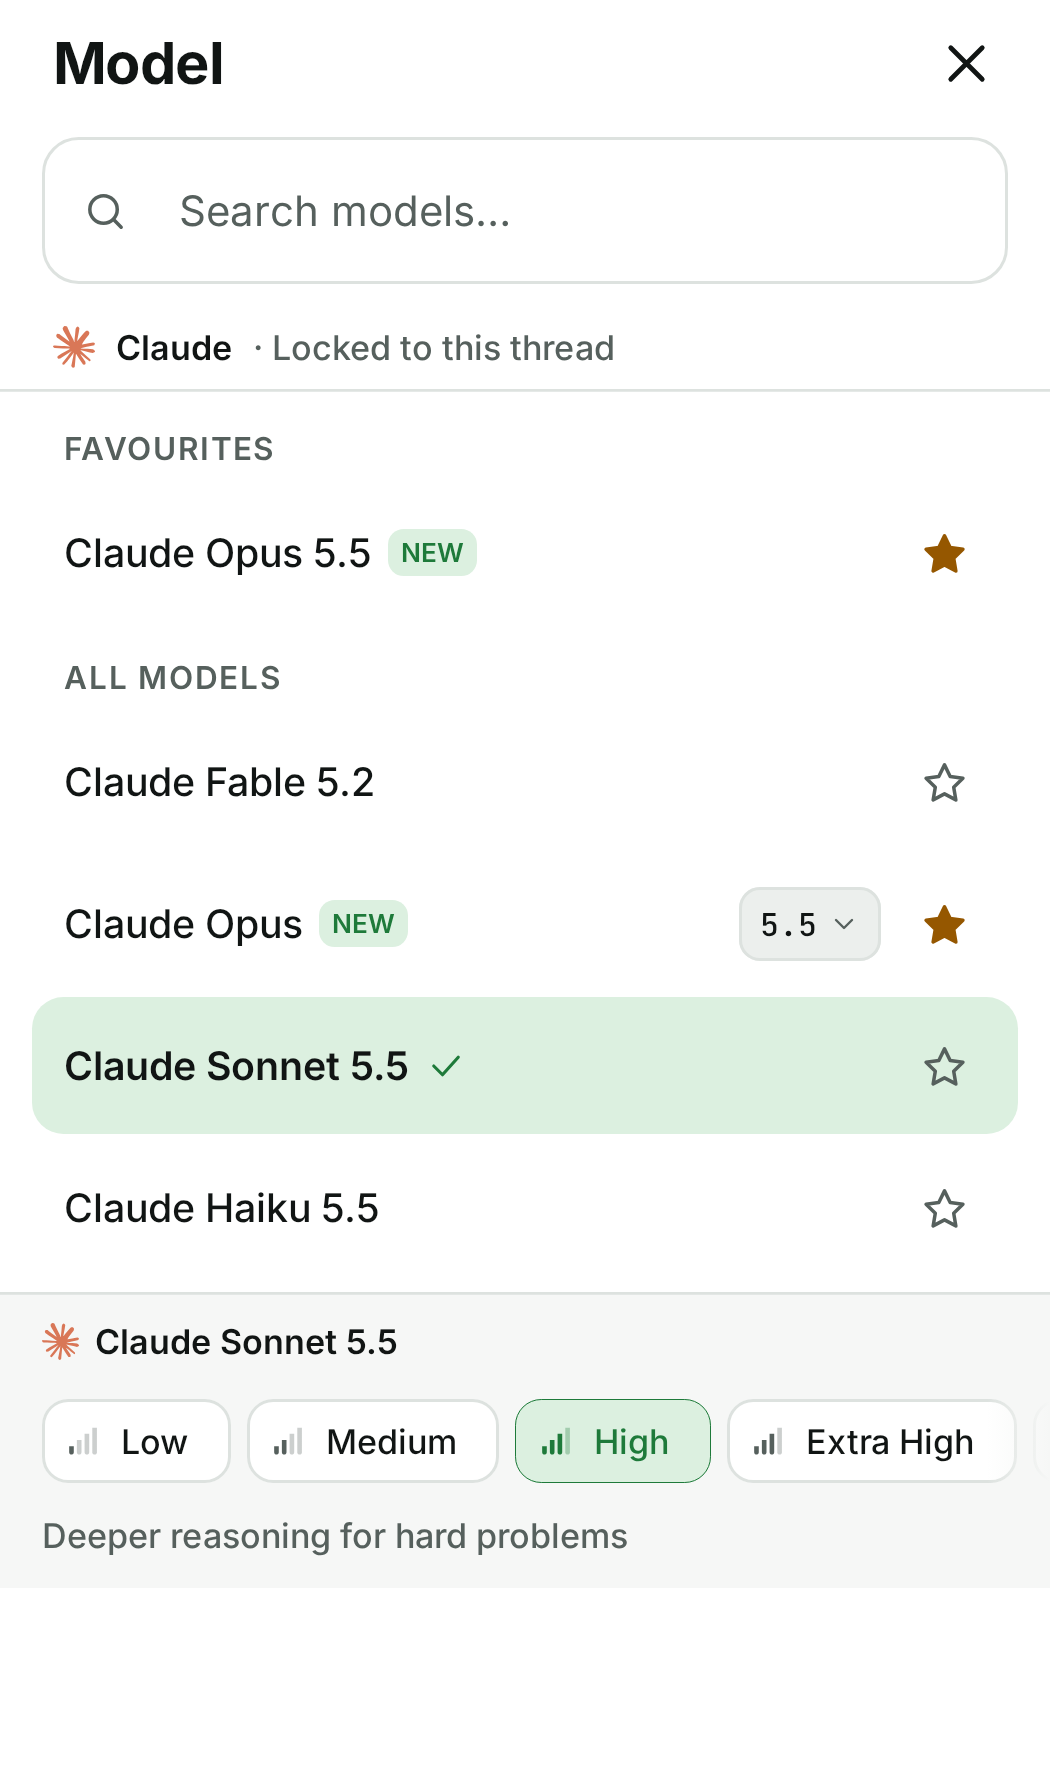 Model
Search models...
Claude · Locked to this thread
FAVOURITES
Claude Opus 5.5 NEW
ALL MODELS
Claude Fable 5.2
Claude Opus NEW 5.5
Claude Sonnet 5.5
Claude Haiku 5.5
Claude Sonnet 5.5
Low Medium High Extra High
Deeper reasoning for hard problems